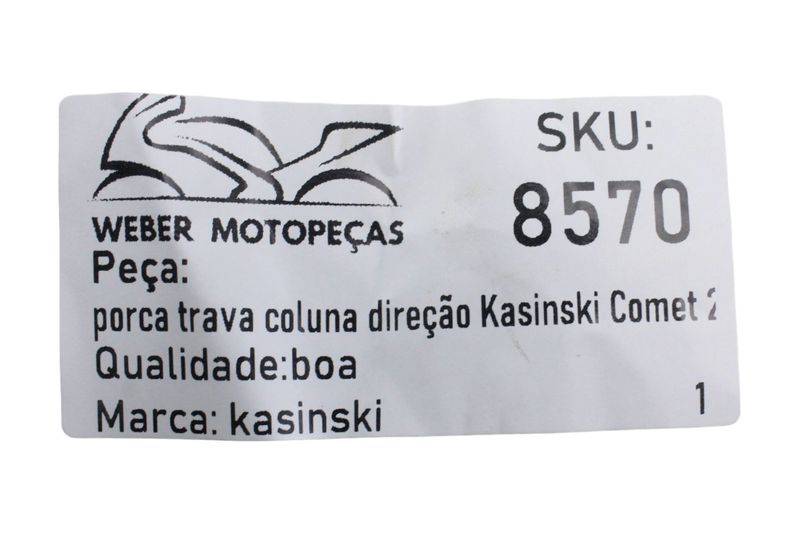 WEBER MOTOPEÇAS
SKU:
8570
Peça:
porca trava coluna direção Kasinski Comet 2
Qualidade:boa
Marca: kasinski
1